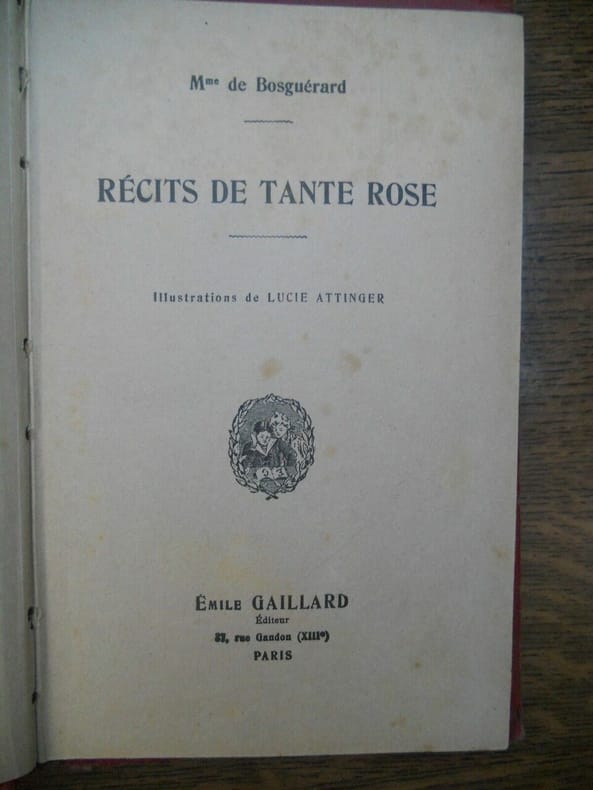 Mme de Bosguérard
RÉCITS DE TANTE ROSE
Illustrations de LUCIE ATTINGER
ÉMILE GAILLARD
Éditeur
37, rue Gandon (XIIIe)
PARIS